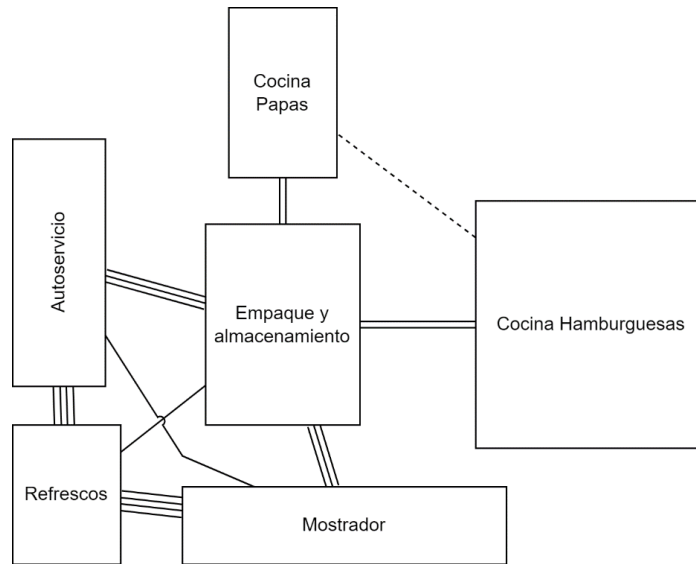 Cocina
Papas
Autoservicio
Empaque y
almacenamiento
Cocina Hamburguesas
Refrescos
Mostrador